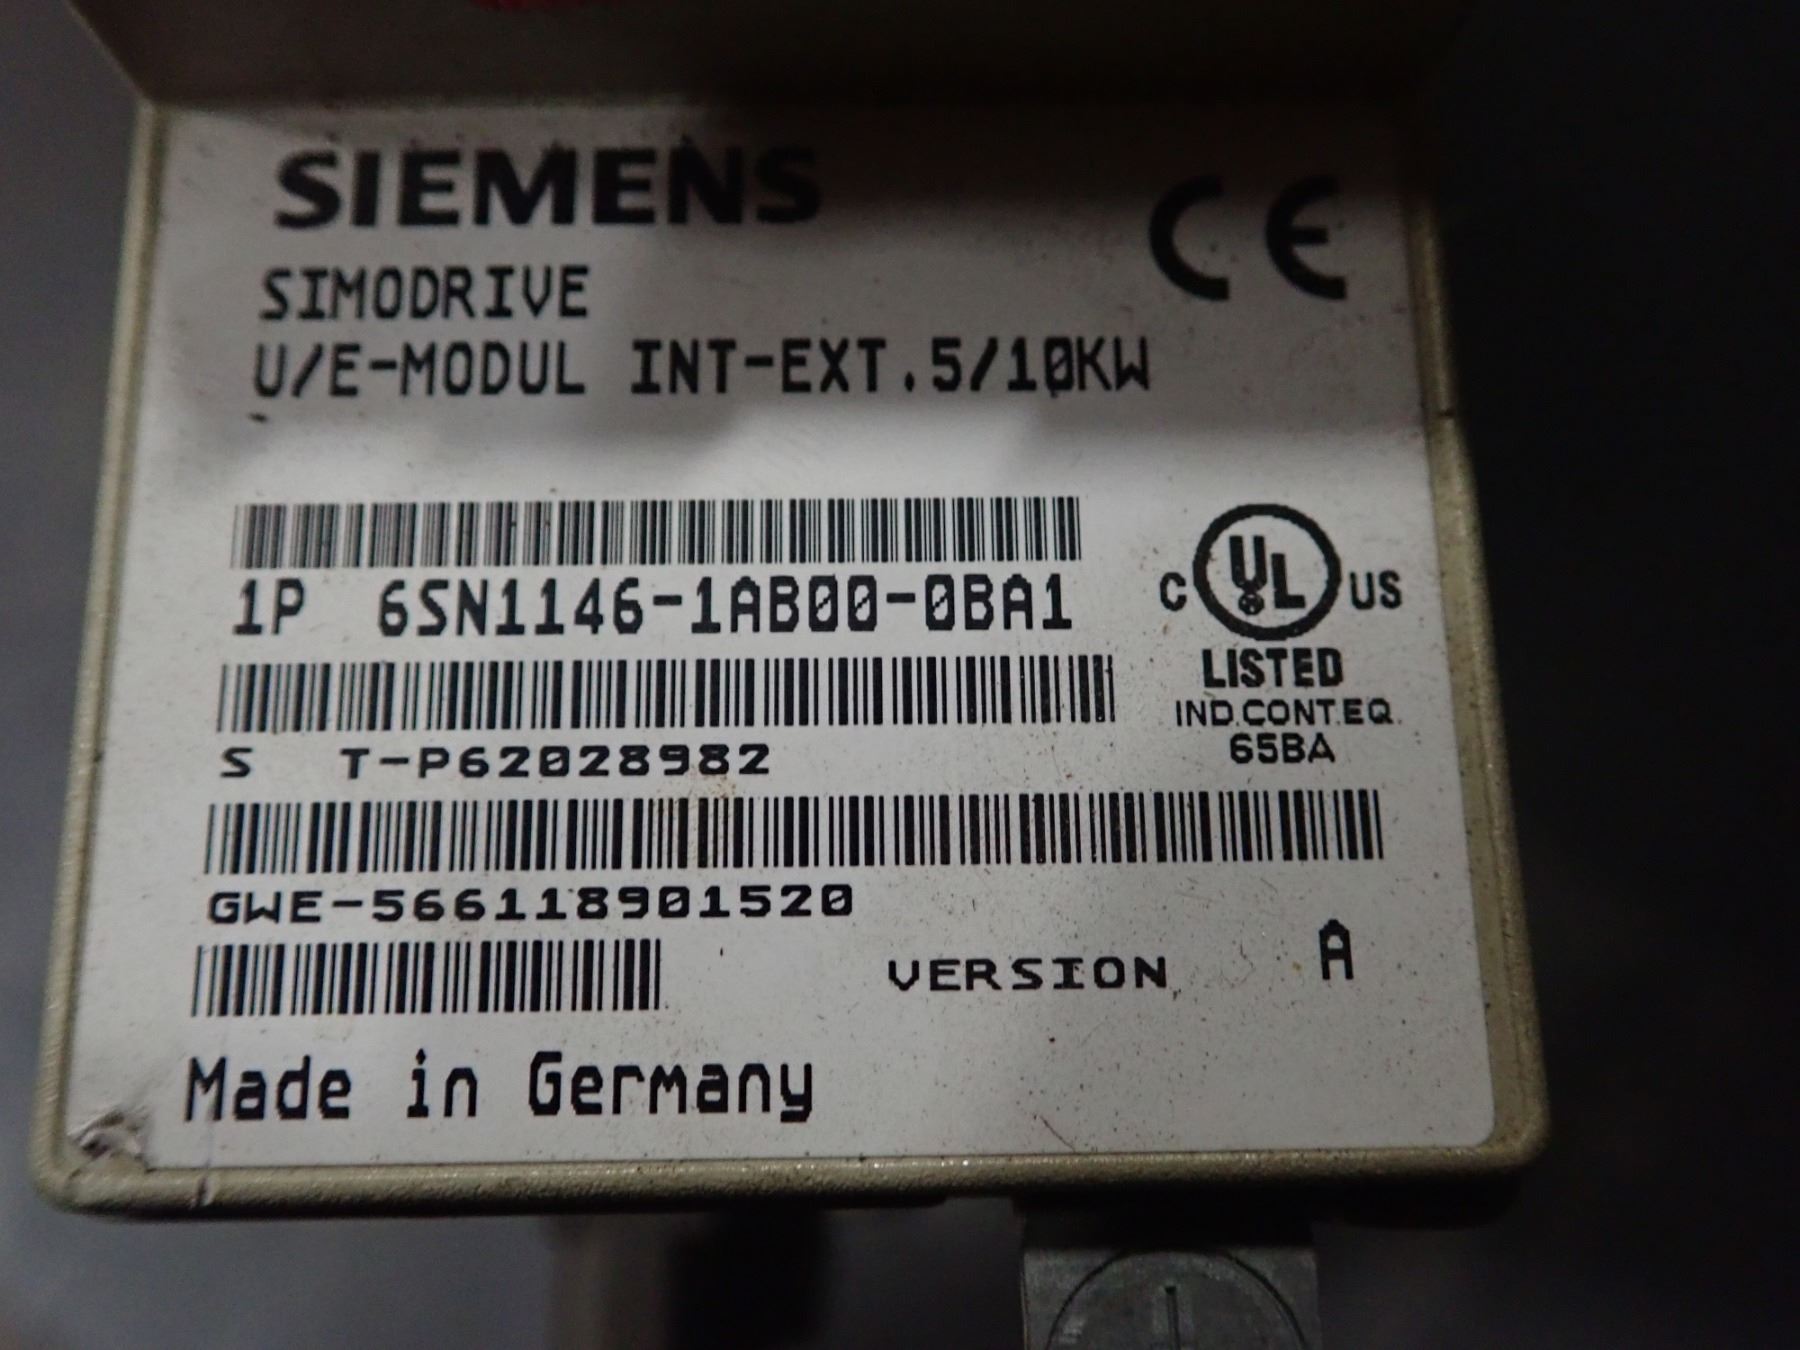 SIEMENS
CE
SIMODRIVE
U/E-MODUL INT-EXT.5/10KW
1P 6SN1146-1AB00-0BA1
C UL US
LISTED
IND.CONT.EQ.
65BA
S T-P62028982
GWE-566118901520
VERSION A
Made in Germany